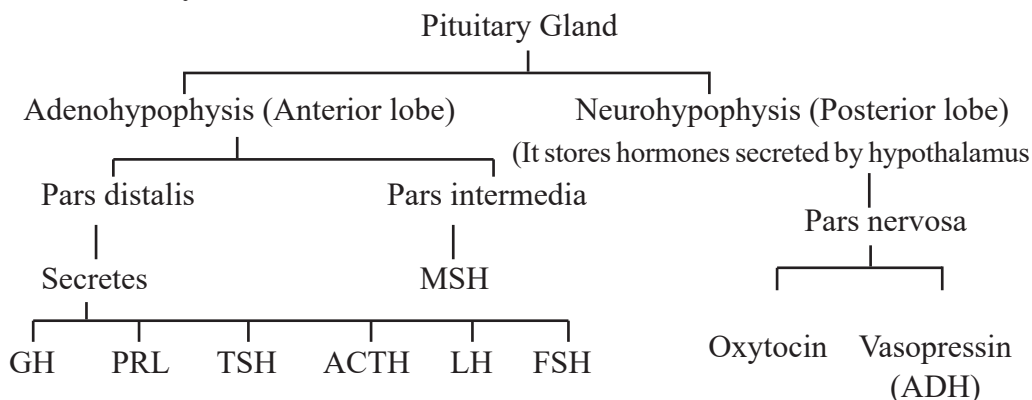 Pituitary Gland
Adenohypophysis (Anterior lobe)
Neurohypophysis (Posterior lobe)
(It stores hormones secreted by hypothalamus
Pars distalis
Pars intermedia
Pars nervosa
Secretes
MSH
GH PRL TSH ACTH LH FSH
Oxytocin
Vasopressin
(ADH)